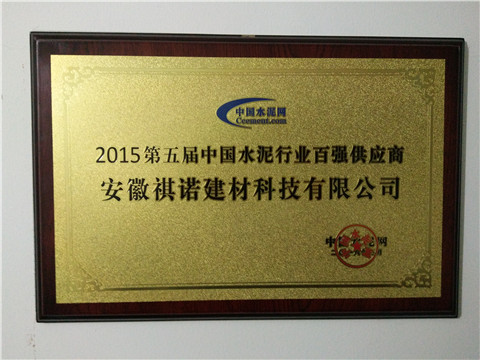 中国水泥网
Ccement.com
2015第五届中国水泥行业百强供应商
安徽祺诺建材科技有限公司
中国水泥网